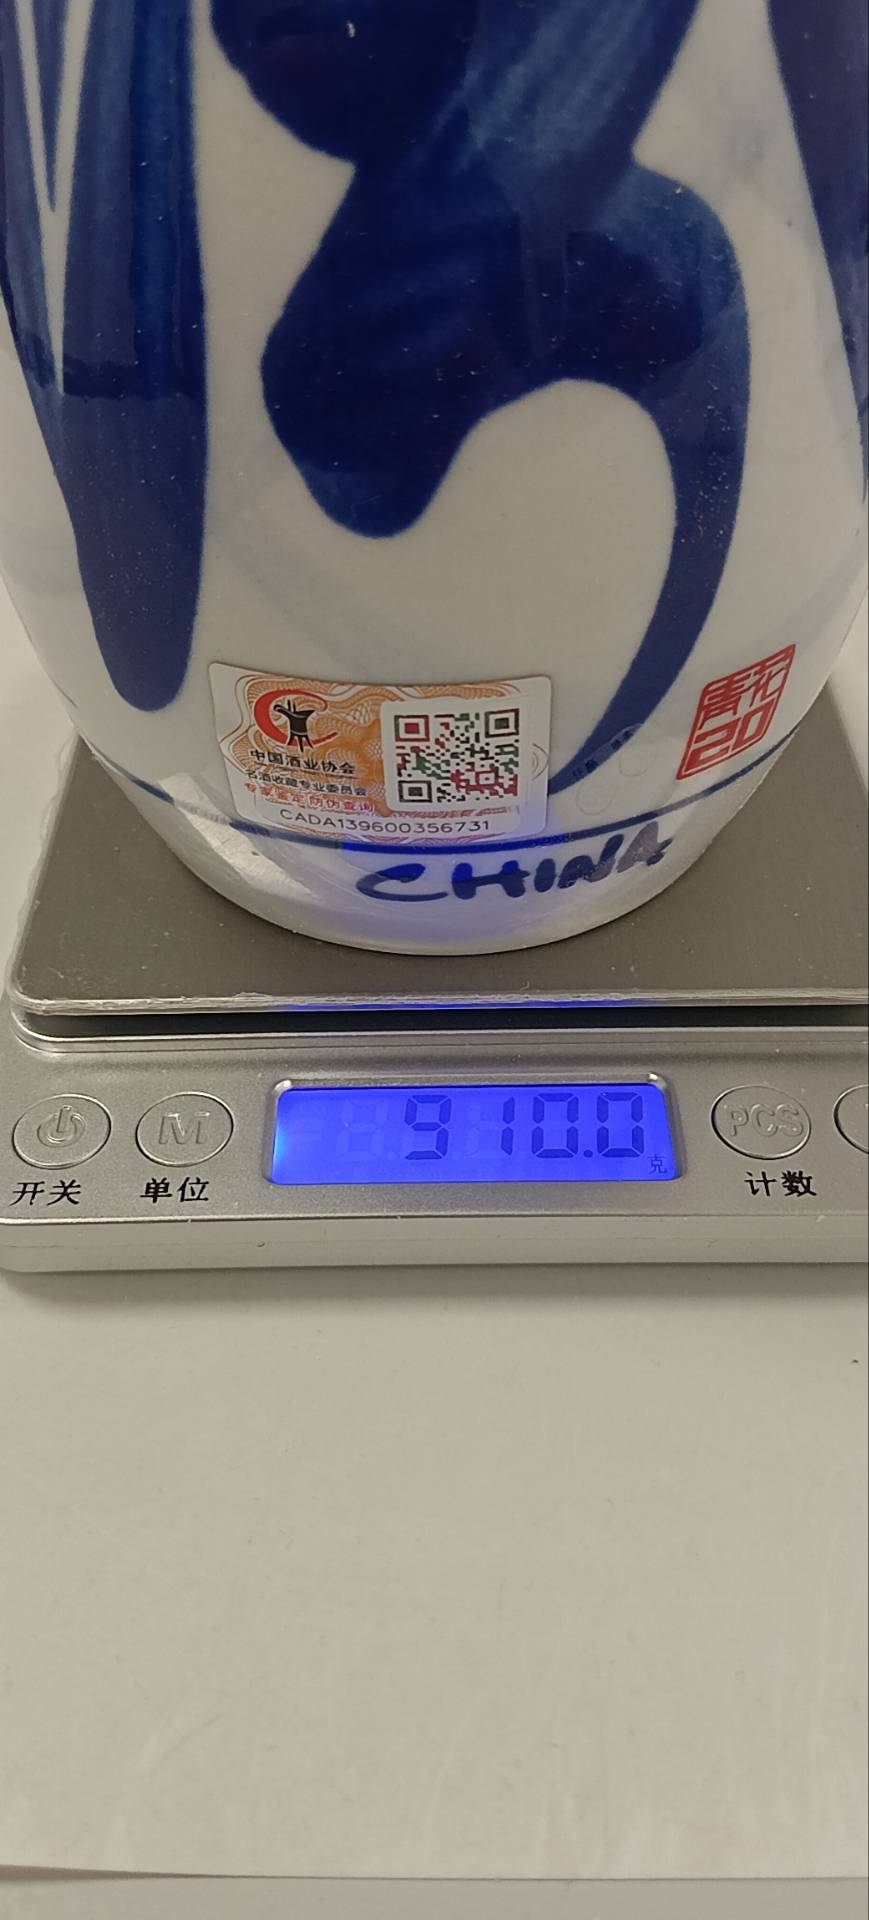 中国酒业协会
名酒收藏专业委员会
专家鉴定 防伪查询
CADA139600356731
青花
20
CHINA
910.0
克
M
PCS
开关
单位
计数